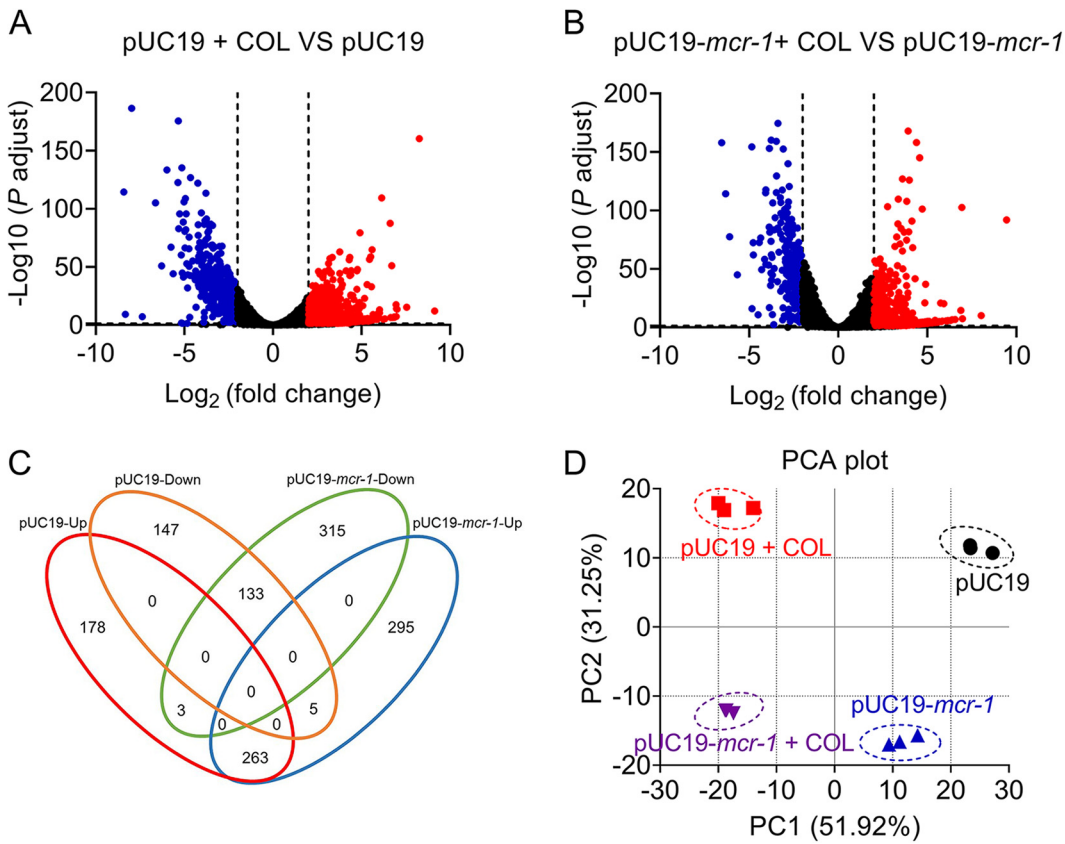 A
pUC19 + COL VS pUC19
200
150
100
50
0
-10
-5
0
5
10
-Log10 (P adjust)
Log2 (fold change)
B
pUC19-mcr-1+ COL VS pUC19-mcr-1
200
150
100
50
0
-10
-5
0
5
10
-Log10 (P adjust)
Log2 (fold change)
C
pUC19-Down
pUC19-mcr-1-Down
pUC19-Up
pUC19-mcr-1-Up
147
315
0
133
0
178
295
0
0
0
3
0
0
5
263
D
PCA plot
20
10
0
-10
-20
-30
-20
-10
0
10
20
30
PC2 (31.25%)
PC1 (51.92%)
pUC19 + COL
pUC19
pUC19-mcr-1
pUC19-mcr-1 + COL